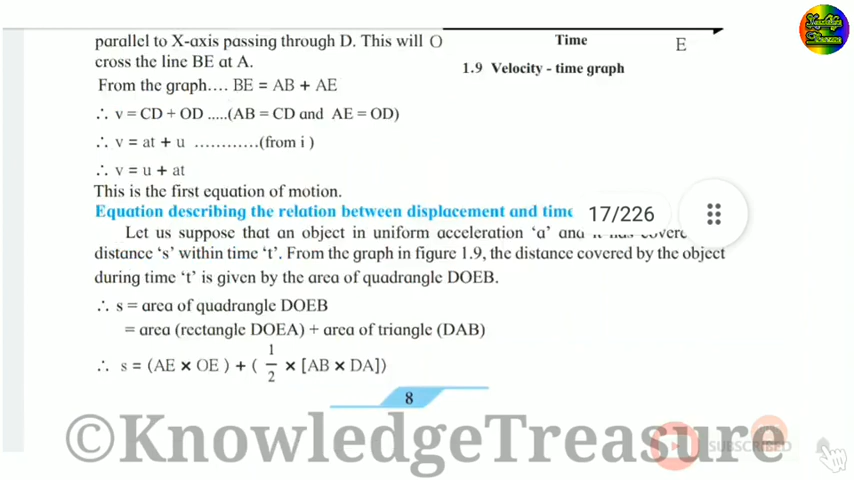 parallel to X-axis passing through D. This will O
Time
E
cross the line BE at A.
1.9 Velocity - time graph
From the graph.... BE = AB + AE
∴ v = CD + OD .....(AB = CD and AE = OD)
∴ v = at + u ............(from i )
∴ v = u + at
This is the first equation of motion.
Equation describing the relation between displacement and time
17/226
Let us suppose that an object in uniform acceleration ‘a’ and it has covere
distance ‘s’ within time ‘t’. From the graph in figure 1.9, the distance covered by the object
during time ‘t’ is given by the area of quadrangle DOEB.
∴ s = area of quadrangle DOEB
= area (rectangle DOEA) + area of triangle (DAB)
∴ s = (AE × OE ) + ( 1/2 × [AB × DA])
8
©KnowledgeTreasure
SUBSCRIBED